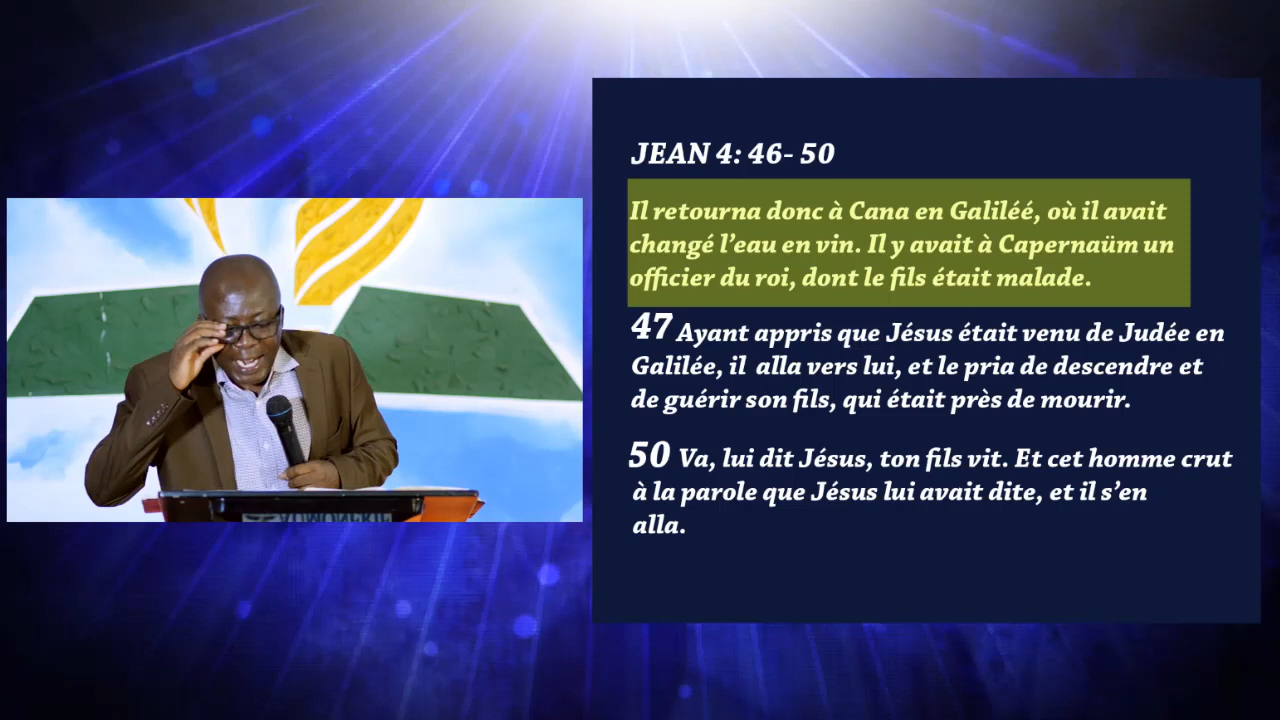 JEAN 4: 46- 50
Il retourna donc à Cana en Galiléé, où il avait
changé l'eau en vin. Il y avait à Capernaüm un
officier du roi, dont le fils était malade.
47 Ayant appris que Jésus était venu de Judée en
Galilée, il alla vers lui, et le pria de descendre et
de guérir son fils, qui était près de mourir.
50 Va, lui dit Jésus, ton fils vit. Et cet homme crut
à la parole que Jésus lui avait dite, et il s'en
alla.